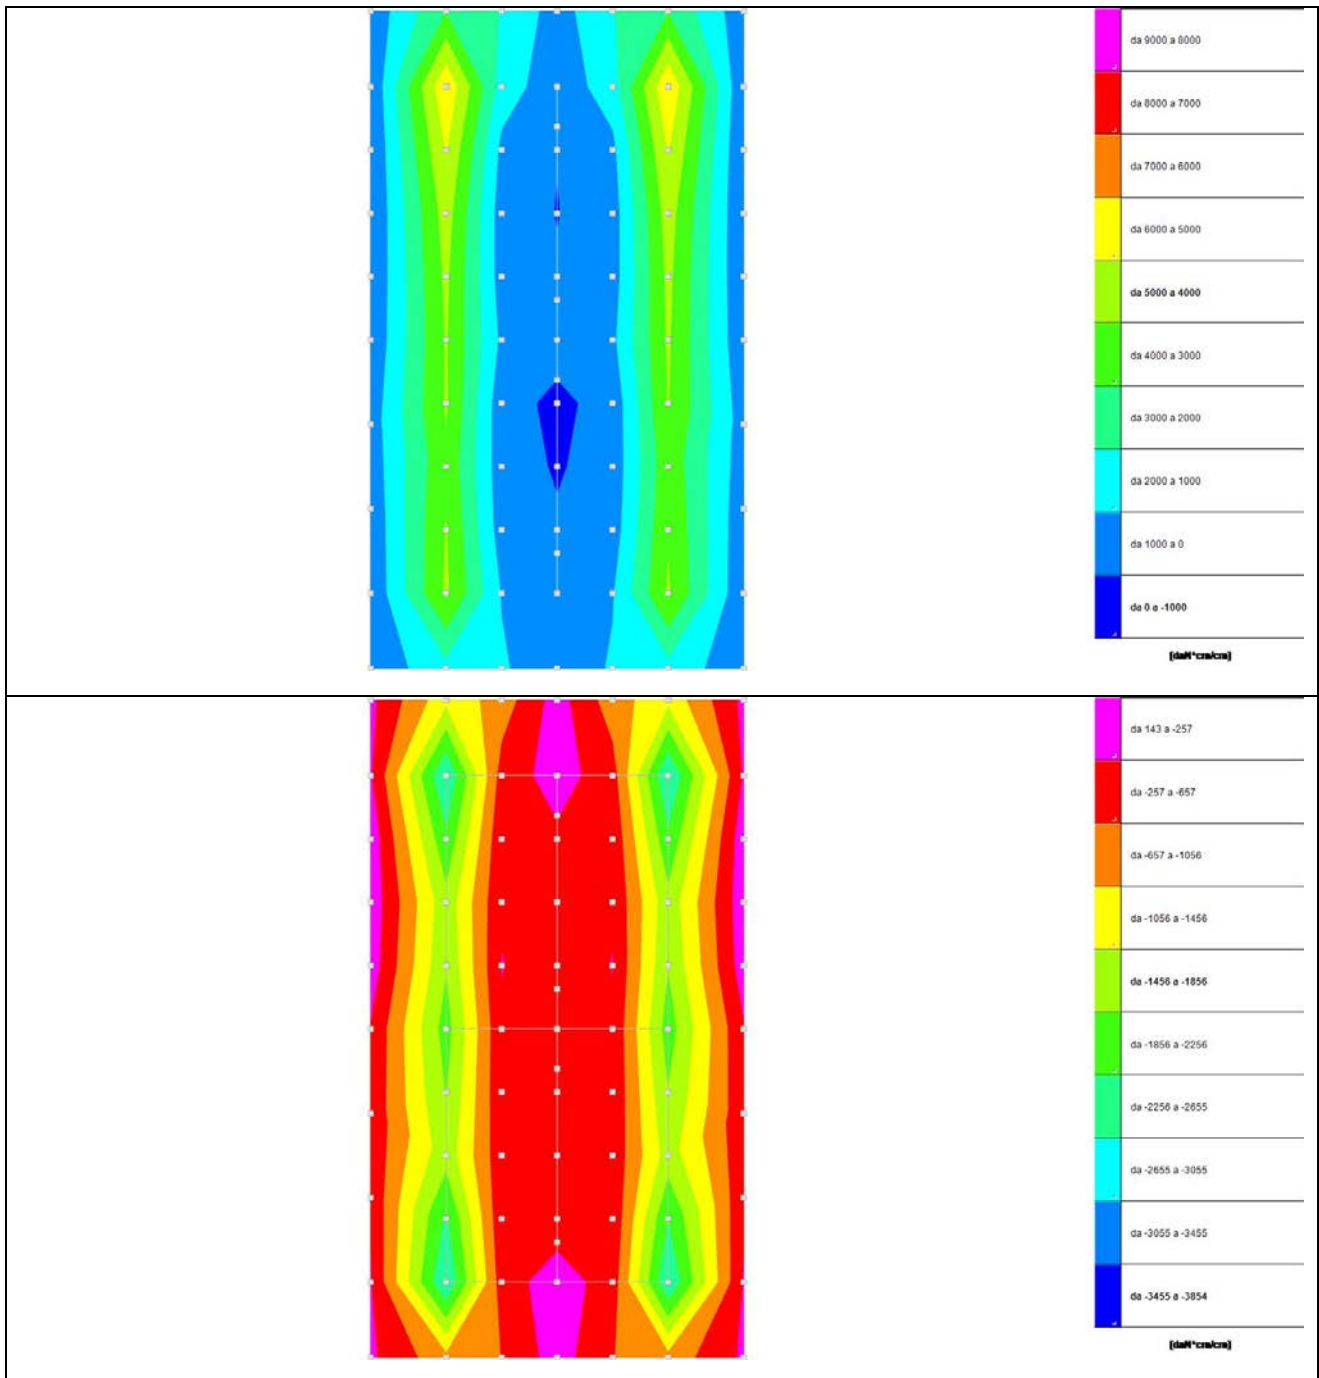 da 9000 a 8000
da 8000 a 7000
da 7000 a 6000
da 6000 a 5000
da 5000 a 4000
da 4000 a 3000
da 3000 a 2000
da 2000 a 1000
da 1000 a 0
da 0 a -1000
[daN*cm/cm]
da 143 a -257
da -257 a -657
da -657 a -1056
da -1056 a -1456
da -1456 a -1856
da -1856 a -2256
da -2256 a -2655
da -2655 a -3055
da -3055 a -3455
da -3455 a -3854
[daN*cm/cm]